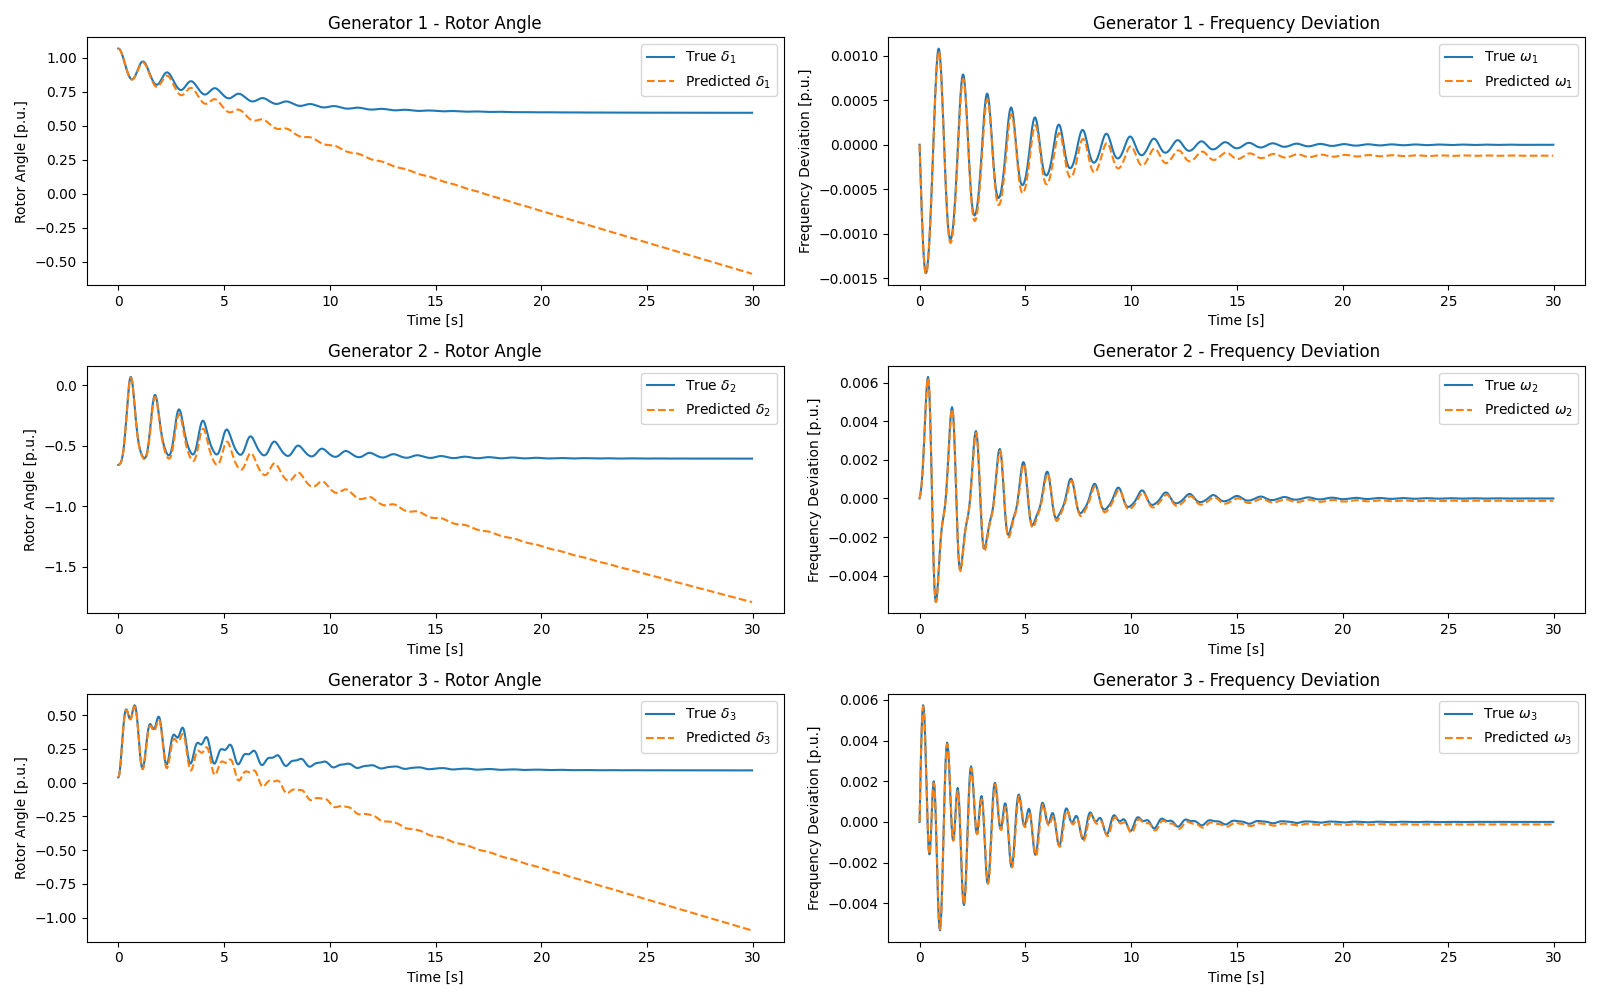 Generator 1 - Rotor Angle
Rotor Angle [p.u.]
1.00
0.75
0.50
0.25
0.00
−0.25
−0.50
True δ1
Predicted δ1
0 5 10 15 20 25 30
Time [s]
Generator 1 - Frequency Deviation
Frequency Deviation [p.u.]
0.0010
0.0005
0.0000
−0.0005
−0.0010
−0.0015
True ω1
Predicted ω1
0 5 10 15 20 25 30
Time [s]
Generator 2 - Rotor Angle
Rotor Angle [p.u.]
0.0
−0.5
−1.0
−1.5
True δ2
Predicted δ2
0 5 10 15 20 25 30
Time [s]
Generator 2 - Frequency Deviation
Frequency Deviation [p.u.]
0.006
0.004
0.002
0.000
−0.002
−0.004
True ω2
Predicted ω2
0 5 10 15 20 25 30
Time [s]
Generator 3 - Rotor Angle
Rotor Angle [p.u.]
0.50
0.25
0.00
−0.25
−0.50
−0.75
−1.00
True δ3
Predicted δ3
0 5 10 15 20 25 30
Time [s]
Generator 3 - Frequency Deviation
Frequency Deviation [p.u.]
0.006
0.004
0.002
0.000
−0.002
−0.004
True ω3
Predicted ω3
0 5 10 15 20 25 30
Time [s]